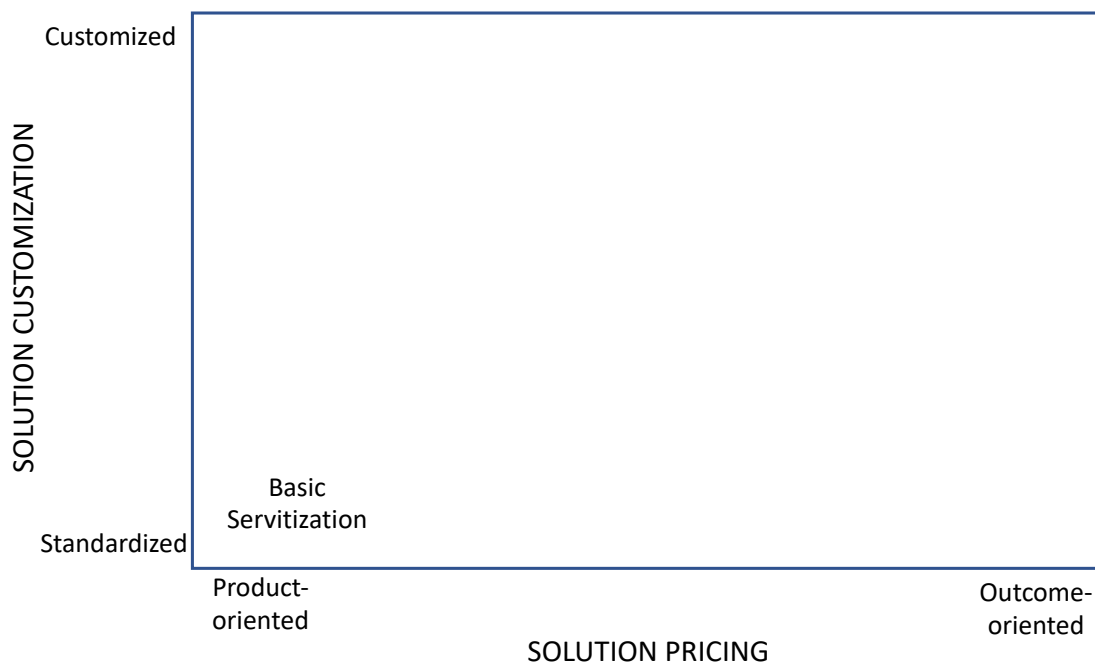 Customized
SOLUTION CUSTOMIZATION
Basic
Servitization
Standardized
Product-
oriented
Outcome-
oriented
SOLUTION PRICING